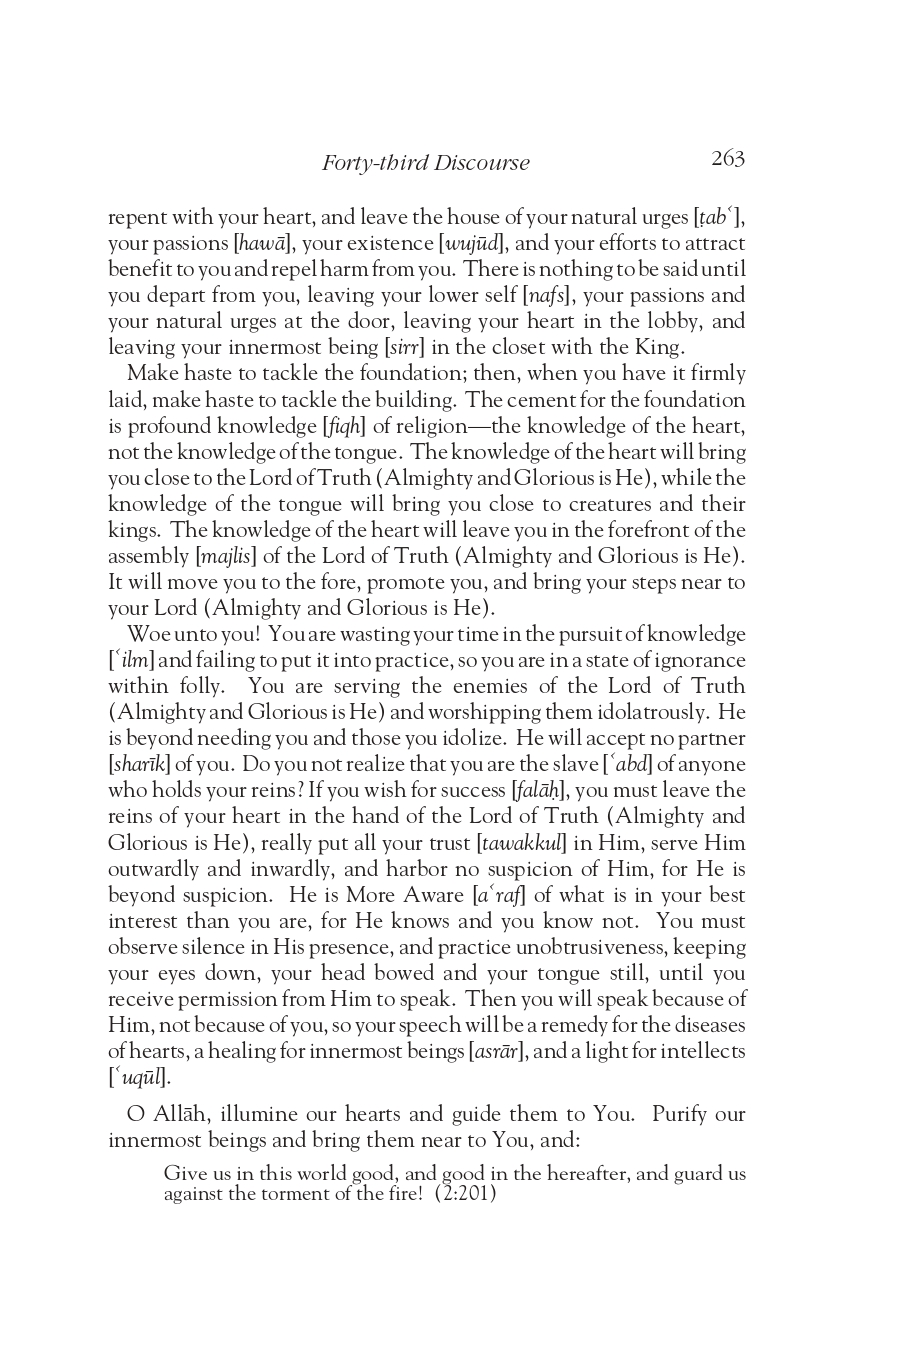 Forty-third Discourse
263
repent with your heart, and leave the house of your natural urges [ṭabʿ],
your passions [hawā], your existence [wujūd], and your efforts to attract
benefit to you and repel harm from you. There is nothing to be said until
you depart from you, leaving your lower self [nafs], your passions and
your natural urges at the door, leaving your heart in the lobby, and
leaving your innermost being [sirr] in the closet with the King.
Make haste to tackle the foundation; then, when you have it firmly
laid, make haste to tackle the building. The cement for the foundation
is profound knowledge [fiqh] of religion—the knowledge of the heart,
not the knowledge of the tongue. The knowledge of the heart will bring
you close to the Lord of Truth (Almighty and Glorious is He), while the
knowledge of the tongue will bring you close to creatures and their
kings. The knowledge of the heart will leave you in the forefront of the
assembly [majlis] of the Lord of Truth (Almighty and Glorious is He).
It will move you to the fore, promote you, and bring your steps near to
your Lord (Almighty and Glorious is He).
Woe unto you! You are wasting your time in the pursuit of knowledge
[ʿilm] and failing to put it into practice, so you are in a state of ignorance
within folly. You are serving the enemies of the Lord of Truth
(Almighty and Glorious is He) and worshipping them idolatrously. He
is beyond needing you and those you idolize. He will accept no partner
[sharīk] of you. Do you not realize that you are the slave [ʿabd] of anyone
who holds your reins? If you wish for success [falāḥ], you must leave the
reins of your heart in the hand of the Lord of Truth (Almighty and
Glorious is He), really put all your trust [tawakkul] in Him, serve Him
outwardly and inwardly, and harbor no suspicion of Him, for He is
beyond suspicion. He is More Aware [aʿraf] of what is in your best
interest than you are, for He knows and you know not. You must
observe silence in His presence, and practice unobtrusiveness, keeping
your eyes down, your head bowed and your tongue still, until you
receive permission from Him to speak. Then you will speak because of
Him, not because of you, so your speech will be a remedy for the diseases
of hearts, a healing for innermost beings [asrār], and a light for intellects
[ʿuqūl].
O Allāh, illumine our hearts and guide them to You. Purify our
innermost beings and bring them near to You, and:
Give us in this world good, and good in the hereafter, and guard us
against the torment of the fire! (2:201)